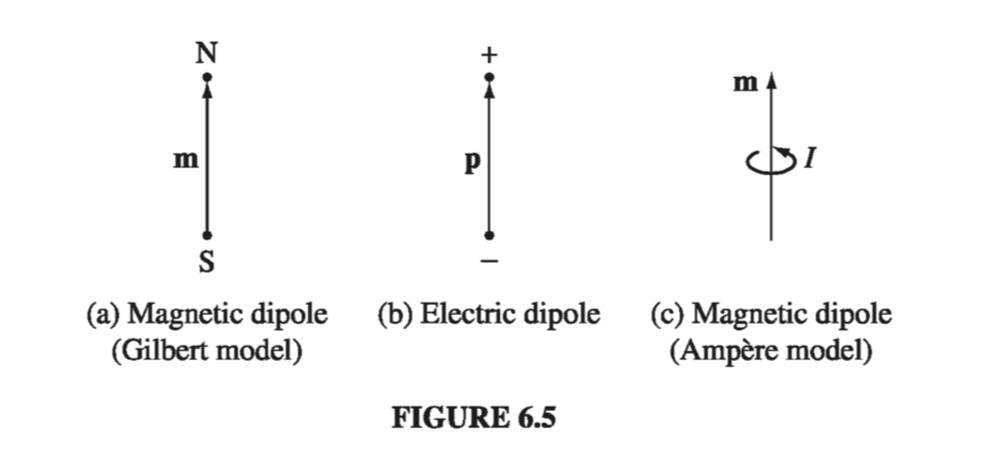 N
+
m
I
m
p
S
–
(a) Magnetic dipole
(Gilbert model)
(b) Electric dipole
(c) Magnetic dipole
(Ampère model)
FIGURE 6.5